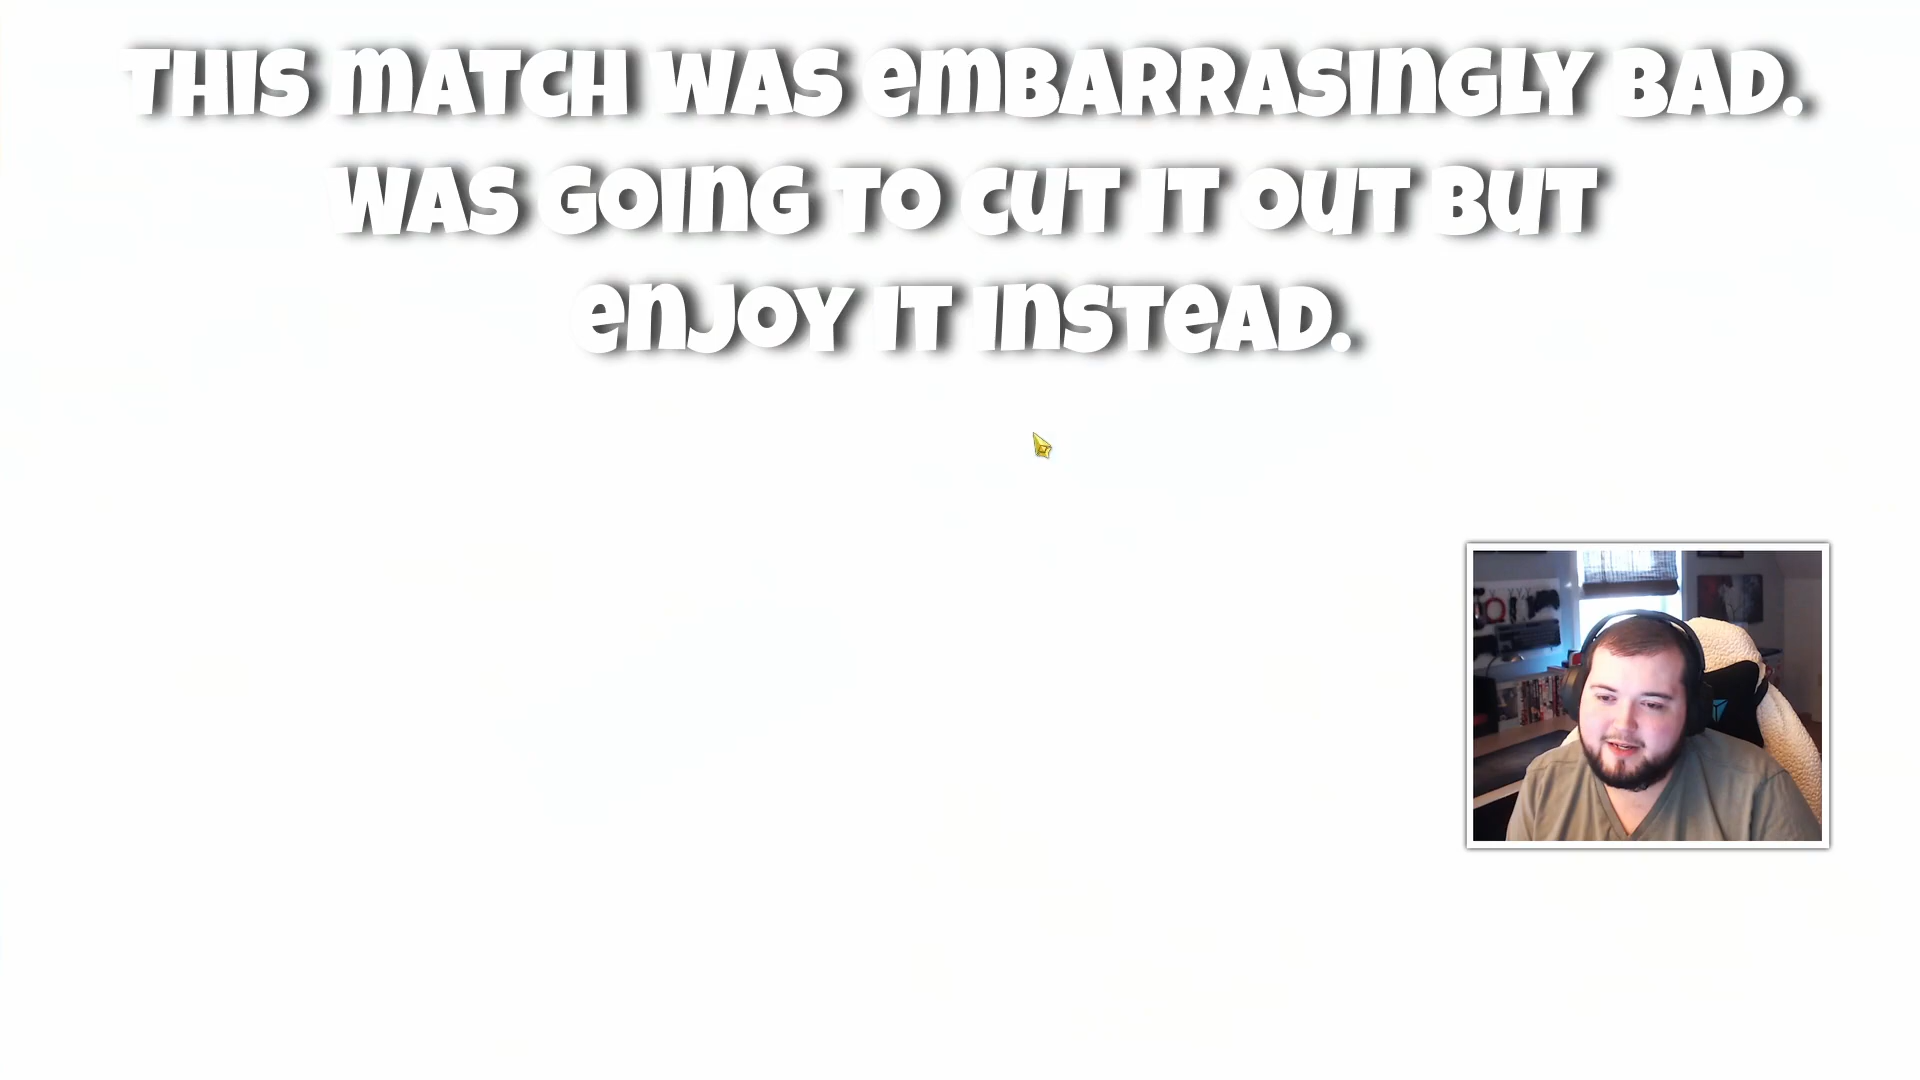 THIS MATCH WAS EMBARRASINGLY BAD.
WAS GOING TO CUT IT OUT BUT
ENJOY IT INSTEAD.